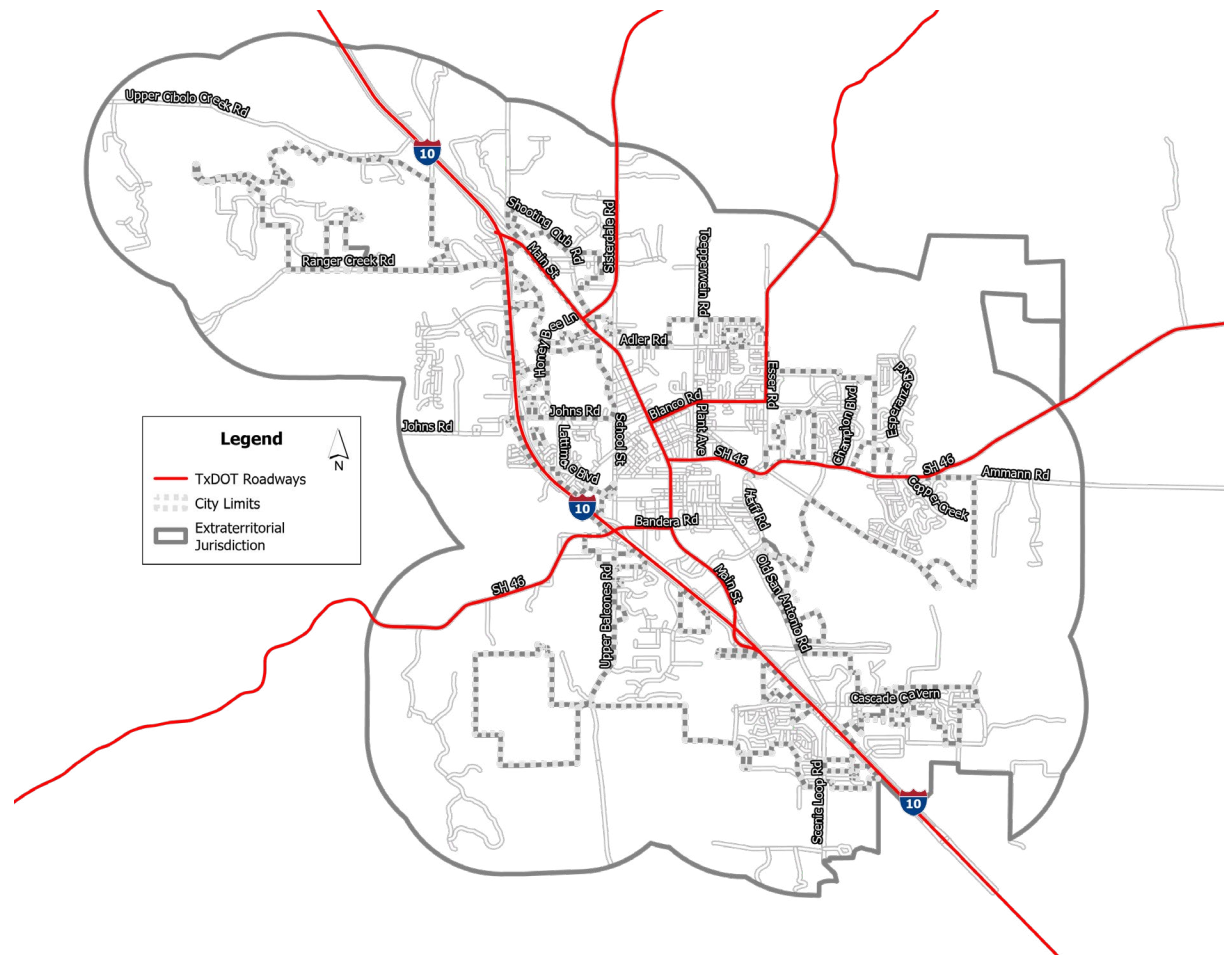 Upper Cibolo Creek Rd
10
Shooting Club Rd
Sisterdale Rd
Main St
Toepperwein Rd
Ranger Creek Rd
Honey Bee Ln
Adler Rd
Esser Rd
Esperanza Blvd
Champion Blvd
Blanco Rd
Plant Ave
Johns Rd
Johns Rd
School St
Lattimore Blvd
SH 46
SH 46
Ammann Rd
Copper Creek
Herff Rd
10
Bandera Rd
Legend
N
TxDOT Roadways
City Limits
Extraterritorial
Jurisdiction
SH 46
Upper Balcones Rd
Main St
Old San Antonio Rd
Cascade Cavern
Scenic Loop Rd
10